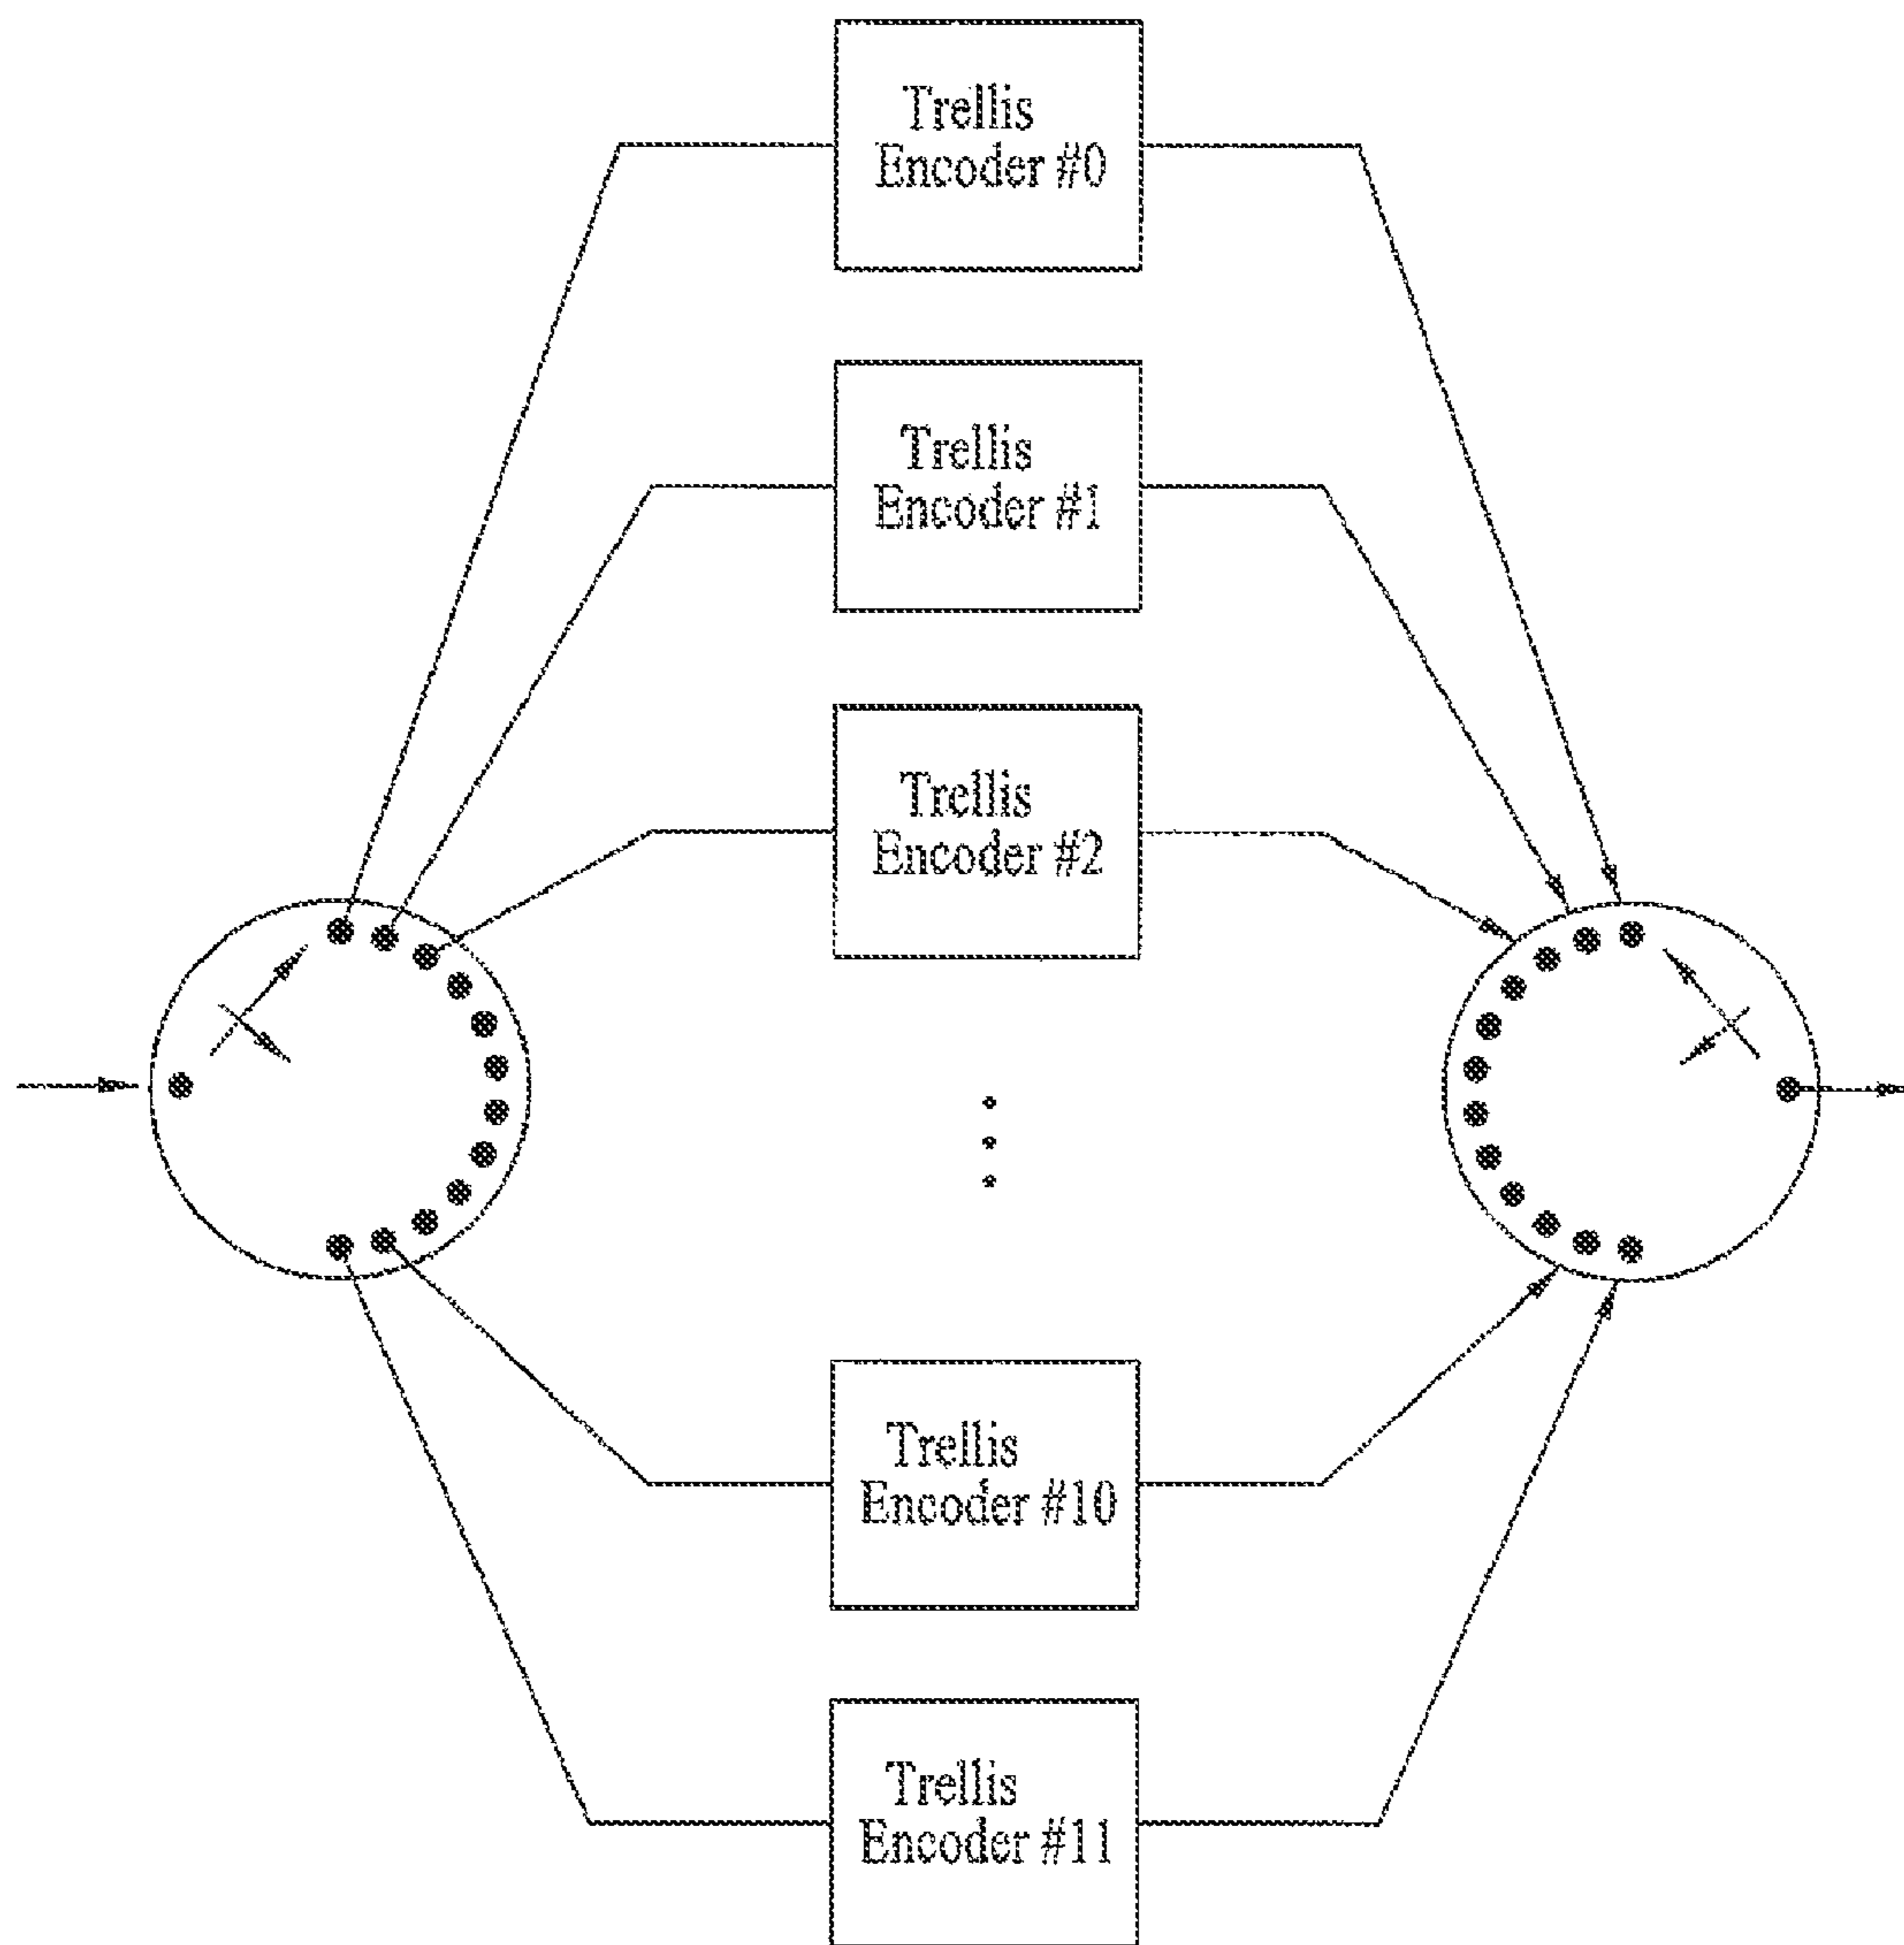 Trellis
Encoder #0
Trellis
Encoder #1
Trellis
Encoder #2
Trellis
Encoder #10
Trellis
Encoder #11